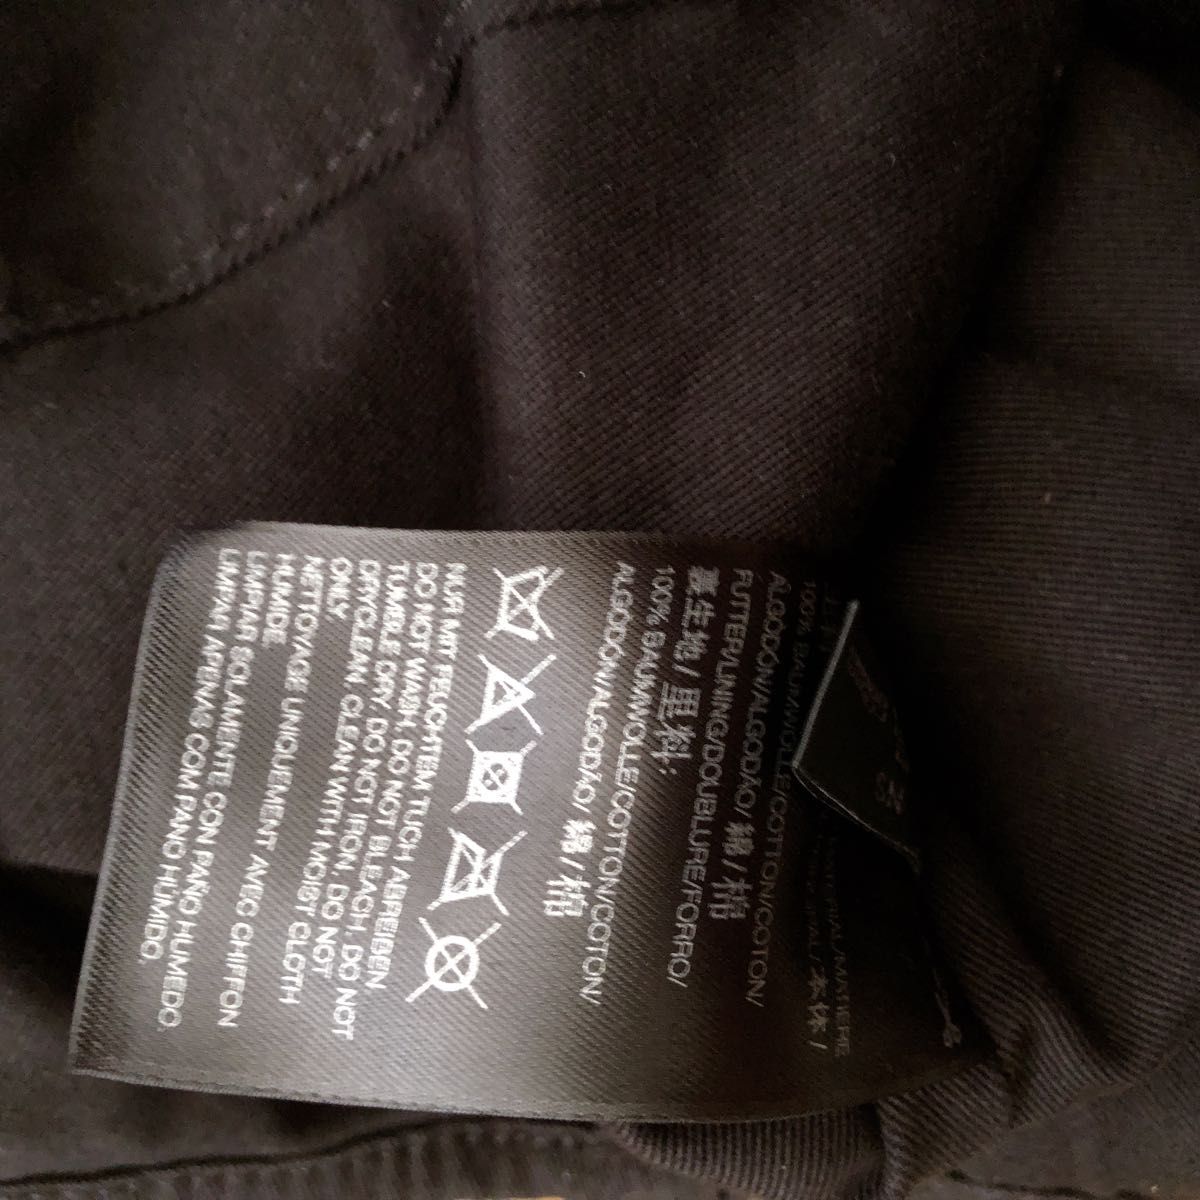 100% BAUMWOLLE/COTTON/COTON/
ALGODÓN/ALGODÃO/ 綿 / 棉
FUTTER/LINING/DOUBLURE/FORRO/
裏生地 / 里料:
100% BAUMWOLLE/COTTON/COTON/
ALGODÓN/ALGODÃO/ 綿 / 棉
NUR MIT FEUCHTEM TUCH ABREIBEN
DO NOT WASH, DO NOT BLEACH, DO NOT
TUMBLE DRY, DO NOT IRON, DO NOT
DRYCLEAN, CLEAN WITH MOIST CLOTH
ONLY
NETTOYAGE UNIQUEMENT AVEC CHIFFON
HUMIDE
LIMPIAR SOLAMENTE CON PAÑO HUMEDO.
LIMPAR APENAS COM PANO HUMIDO.